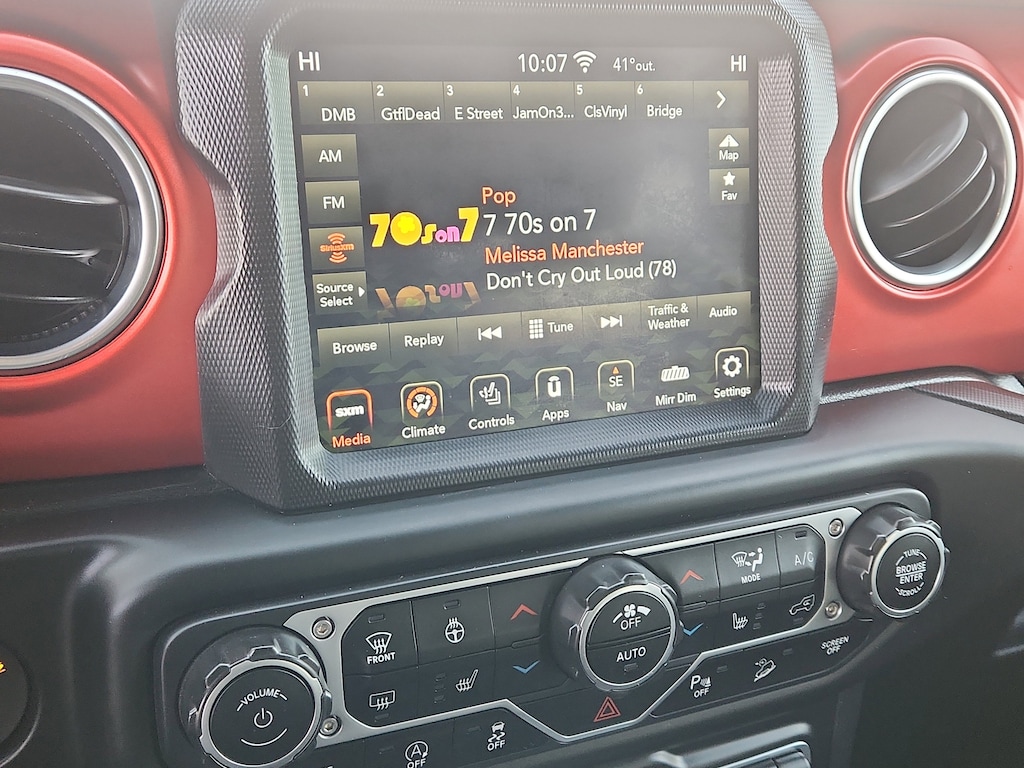 HI 10:07 41°out. HI
1 DMB
2 GtflDead
3 E Street
4 JamOn3...
5 ClsVinyl
6 Bridge
AM
FM
SiriusXM
Source
Select
Map
Fav
70s on 7
Pop
7 70s on 7
Melissa Manchester
Don't Cry Out Loud (78)
Browse
Replay
Tune
Traffic &
Weather
Audio
sxm
Media
Climate
Controls
Apps
SE
Nav
Mirr Dim
Settings
TUNE
BROWSE
ENTER
SCROLL
FRONT
OFF
AUTO
MODE
A/C
VOLUME
A
OFF
OFF
P
OFF
SCREEN
OFF